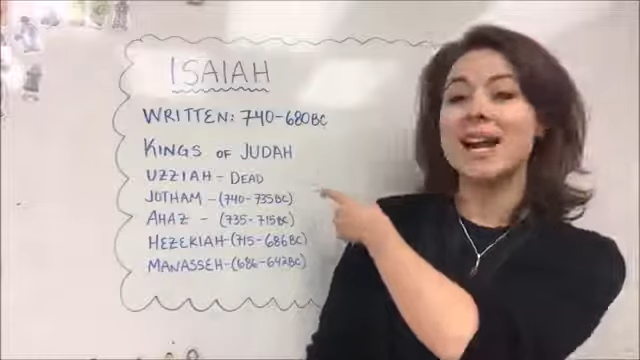 ISAIAH
WRITTEN: 740-680BC
KINGS OF JUDAH
UZZIAH - DEAD
JOTHAM - (740-735BC)
AHAZ - (735-715BC)
HEZEKIAH-(715-686BC)
MANASSEH-(686-642BC)